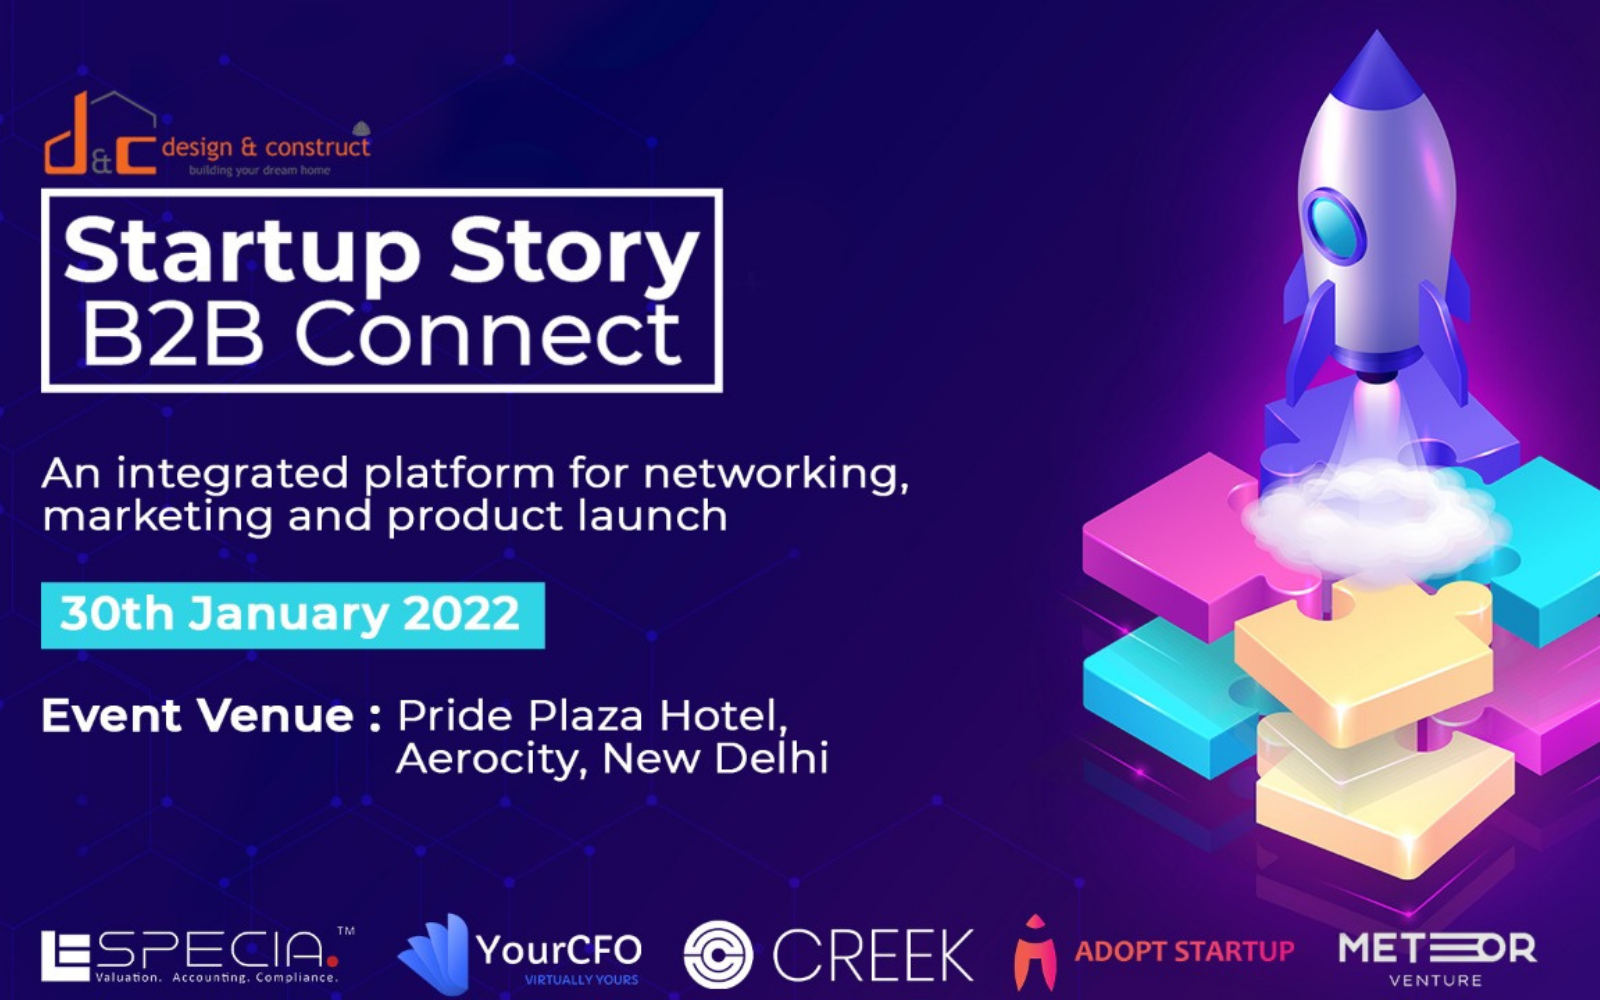 d&c design & construct
building your dream home
Startup Story
B2B Connect
An integrated platform for networking,
marketing and product launch
30th January 2022
Event Venue : Pride Plaza Hotel,
Aerocity, New Delhi
ESPECIA.™
Valuation. Accounting. Compliance.
YourCFO
VIRTUALLY YOURS
CREEK
ADOPT STARTUP
METEOR
VENTURE